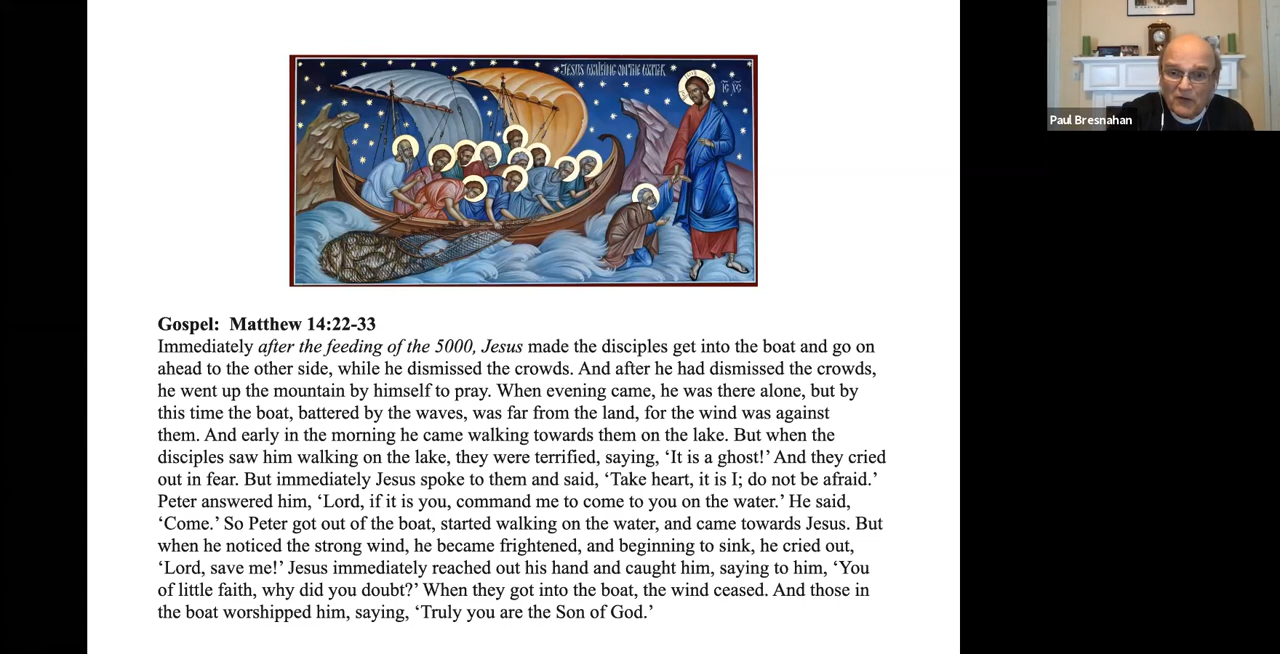 JESUS WALKING ON THE WATER
IC XC
Paul Bresnahan
Gospel:  Matthew 14:22-33
Immediately after the feeding of the 5000, Jesus made the disciples get into the boat and go on
ahead to the other side, while he dismissed the crowds. And after he had dismissed the crowds,
he went up the mountain by himself to pray. When evening came, he was there alone, but by
this time the boat, battered by the waves, was far from the land, for the wind was against
them. And early in the morning he came walking towards them on the lake. But when the
disciples saw him walking on the lake, they were terrified, saying, ‘It is a ghost!’ And they cried
out in fear. But immediately Jesus spoke to them and said, ‘Take heart, it is I; do not be afraid.’
Peter answered him, ‘Lord, if it is you, command me to come to you on the water.’ He said,
‘Come.’ So Peter got out of the boat, started walking on the water, and came towards Jesus. But
when he noticed the strong wind, he became frightened, and beginning to sink, he cried out,
‘Lord, save me!’ Jesus immediately reached out his hand and caught him, saying to him, ‘You
of little faith, why did you doubt?’ When they got into the boat, the wind ceased. And those in
the boat worshipped him, saying, ‘Truly you are the Son of God.’